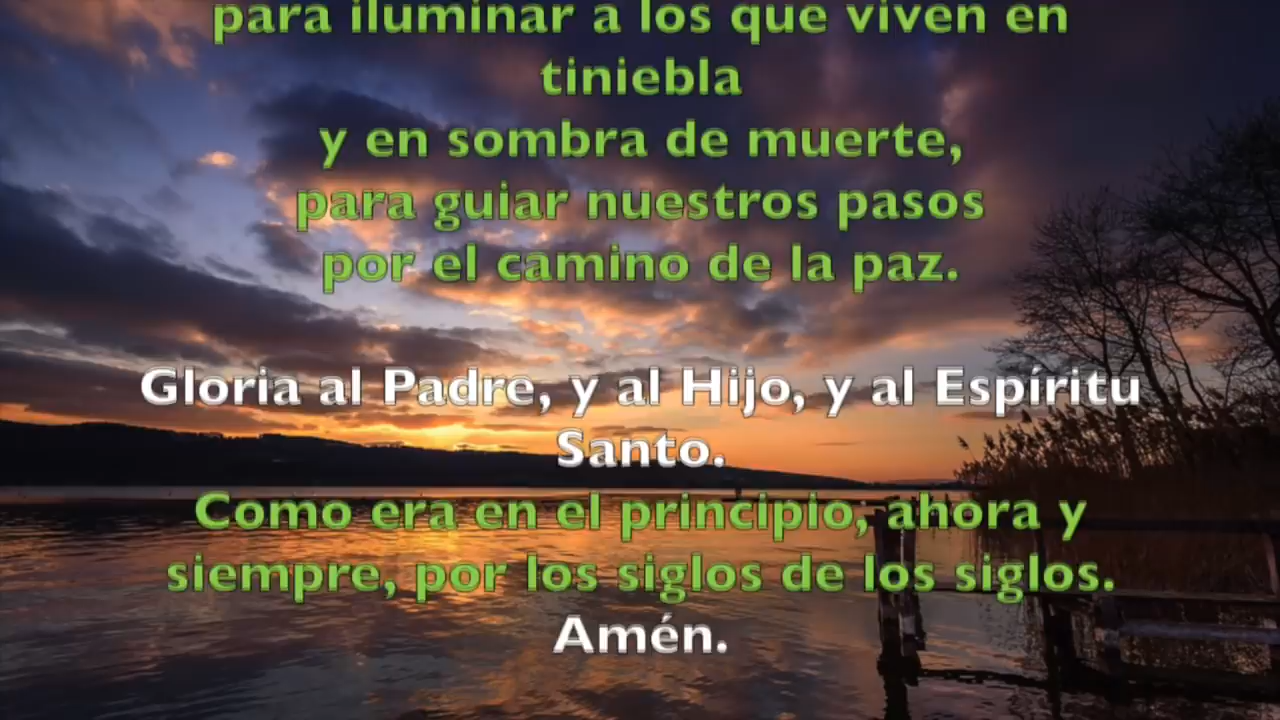 para iluminar a los que viven en
tiniebla
y en sombra de muerte,
para guiar nuestros pasos
por el camino de la paz.
Gloria al Padre, y al Hijo, y al Espíritu
Santo.
Como era en el principio, ahora y
siempre, por los siglos de los siglos.
Amén.